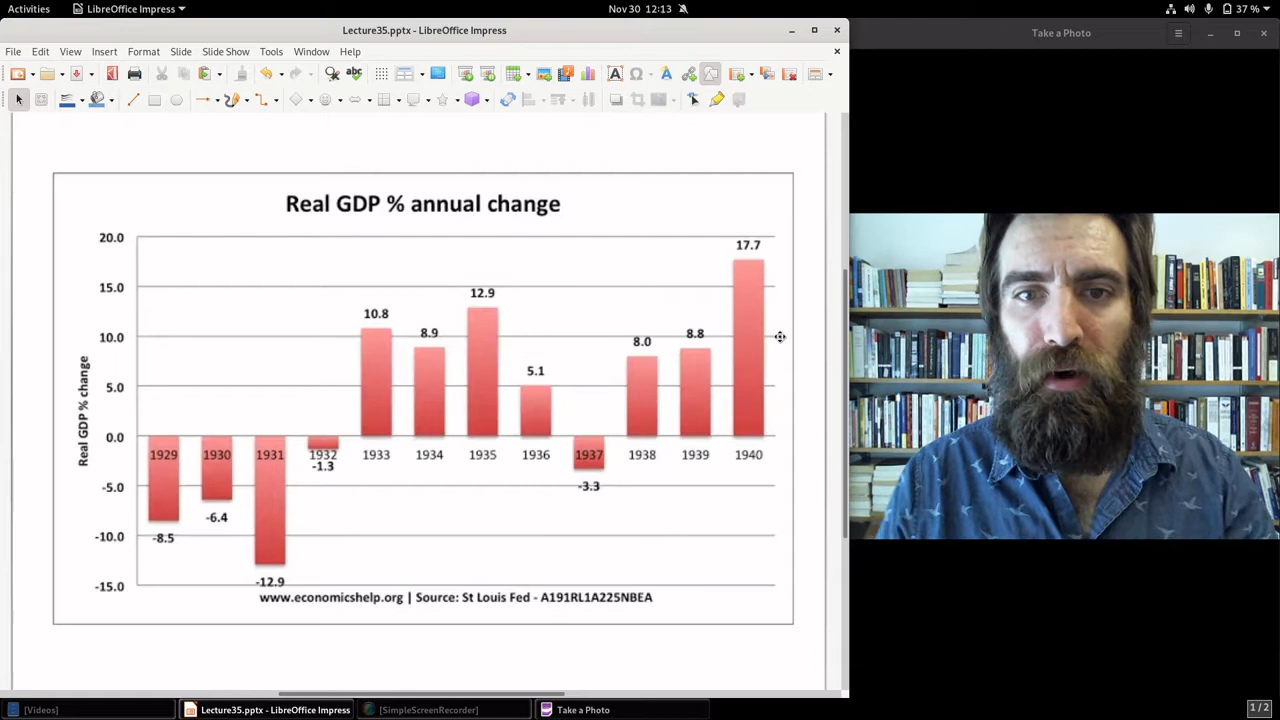 Activities
LibreOffice Impress
Nov 30 12:13
37 %
Lecture35.pptx - LibreOffice Impress
Take a Photo
File Edit View Insert Format Slide Slide Show Tools Window Help
Real GDP % annual change
Real GDP % change
20.0
15.0
10.0
5.0
0.0
-5.0
-10.0
-15.0
17.7
12.9
10.8
8.9
8.8
8.0
5.1
1929 1930 1931 1932 1933 1934 1935 1936 1937 1938 1939 1940
-1.3
-3.3
-6.4
-8.5
-12.9
www.economicshelp.org | Source: St Louis Fed - A191RL1A225NBEA
[Videos]
Lecture35.pptx - LibreOffice Impress
[SimpleScreenRecorder]
Take a Photo
1 / 2